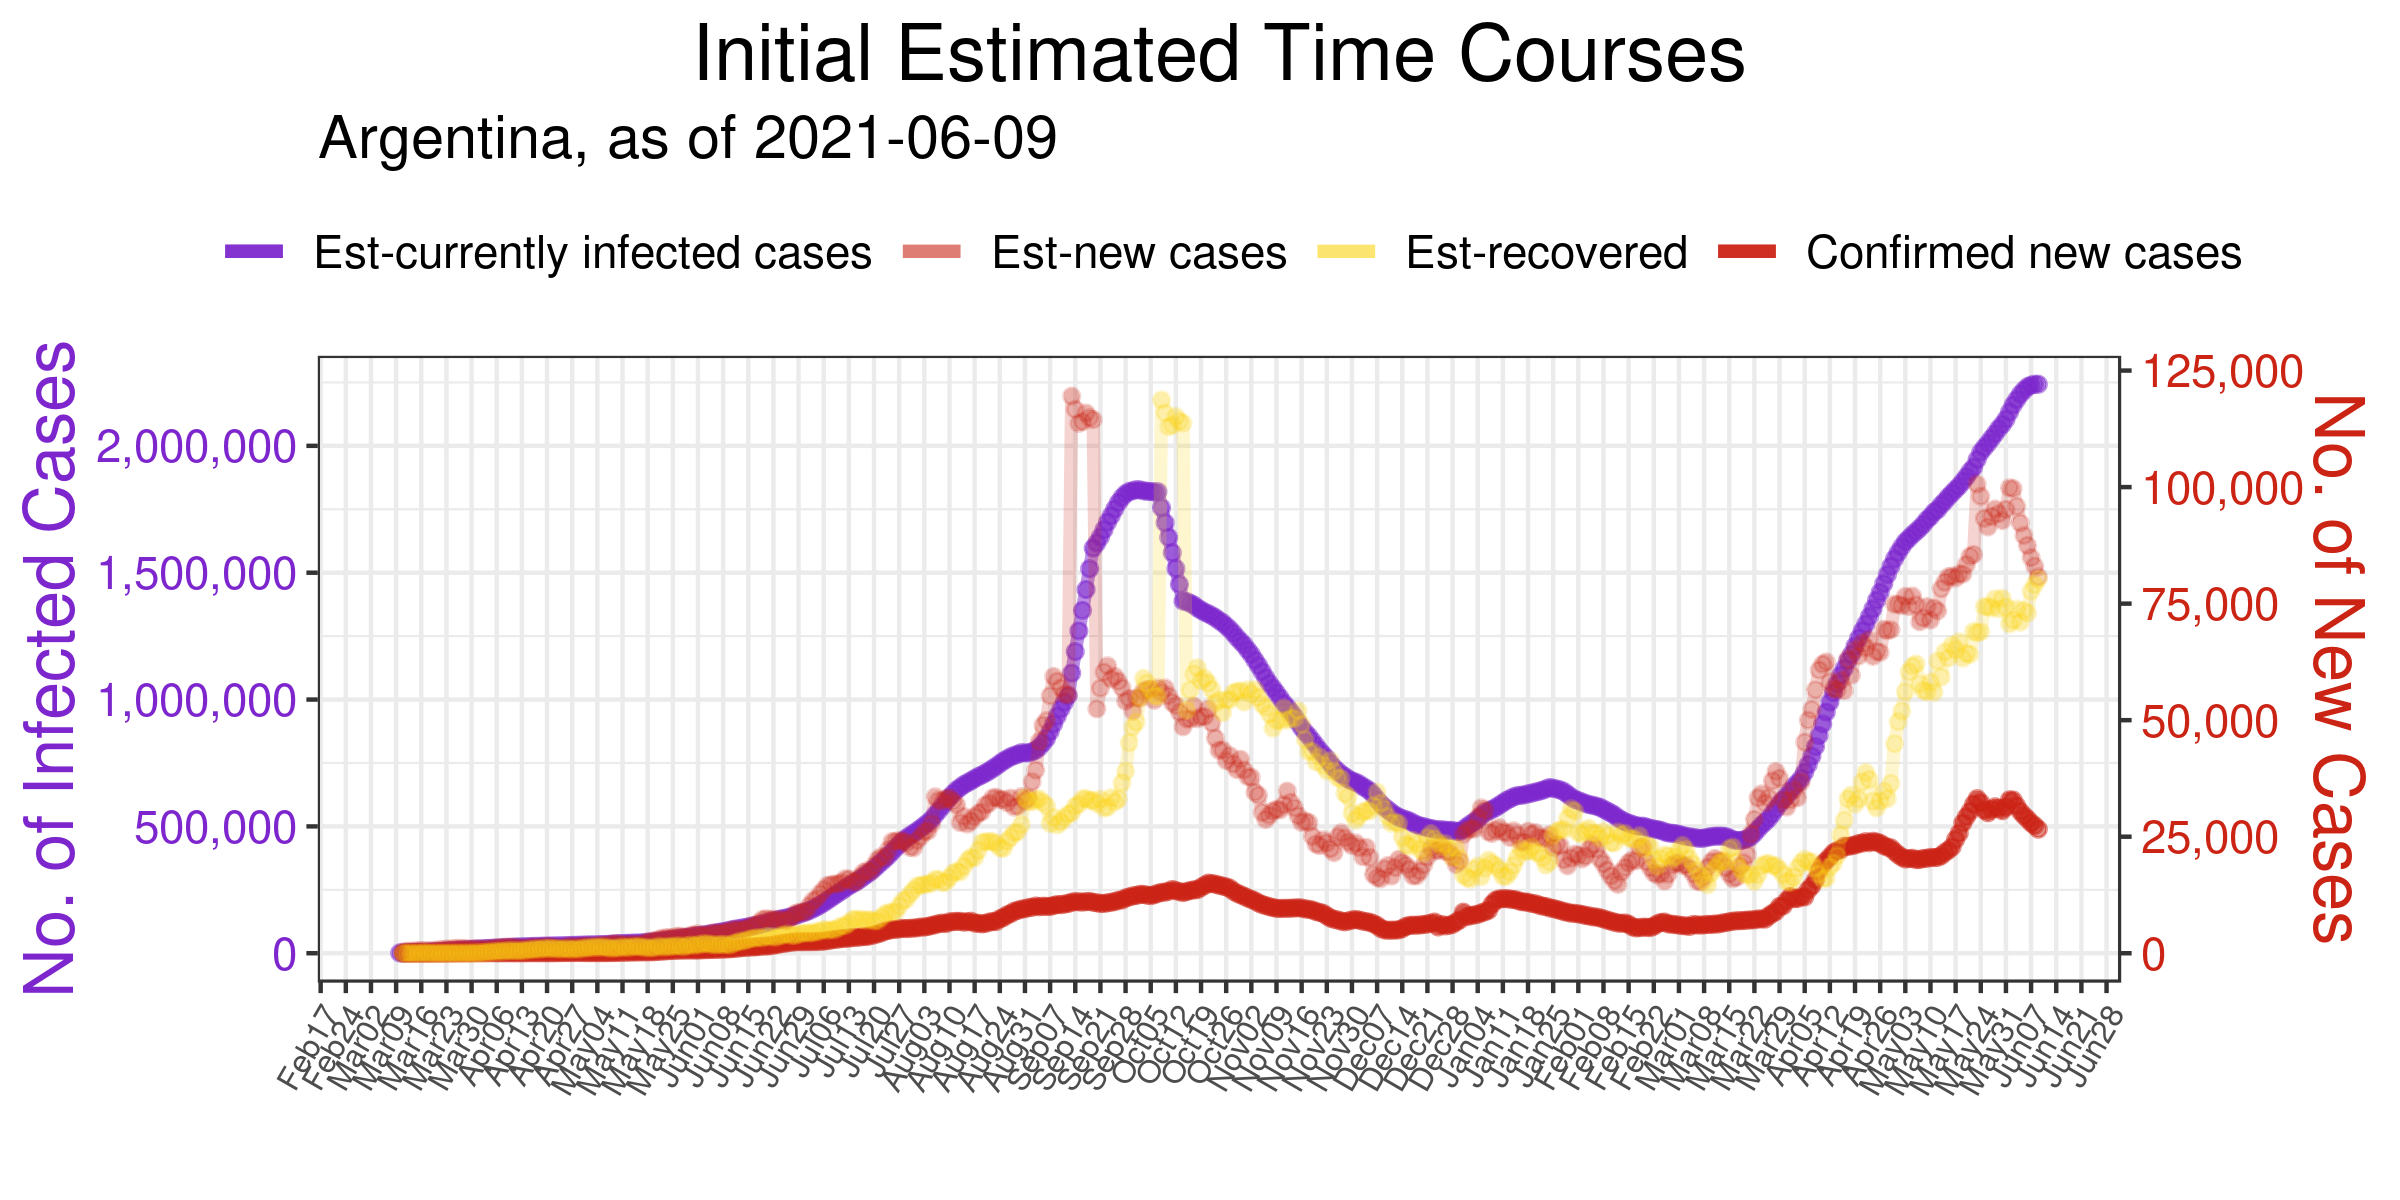 Initial Estimated Time Courses
Argentina, as of 2021-06-09
Est-currently infected cases
Est-new cases
Est-recovered
Confirmed new cases
No. of Infected Cases
2,000,000
1,500,000
1,000,000
500,000
0
125,000
100,000
75,000
50,000
25,000
0
No. of New Cases
Feb17
Feb24
Mar02
Mar09
Mar16
Mar23
Mar30
Apr06
Apr13
Apr20
Apr27
May04
May11
May18
May25
Jun01
Jun08
Jun15
Jun22
Jun29
Jul06
Jul13
Jul20
Jul27
Aug03
Aug10
Aug17
Aug24
Aug31
Sep07
Sep14
Sep21
Sep28
Oct05
Oct12
Oct19
Oct26
Nov02
Nov09
Nov16
Nov23
Nov30
Dec07
Dec14
Dec21
Dec28
Jan04
Jan11
Jan18
Jan25
Feb01
Feb08
Feb15
Feb22
Mar01
Mar08
Mar15
Mar22
Mar29
Apr05
Apr12
Apr19
Apr26
May03
May10
May17
May24
May31
Jun07
Jun14
Jun21
Jun28